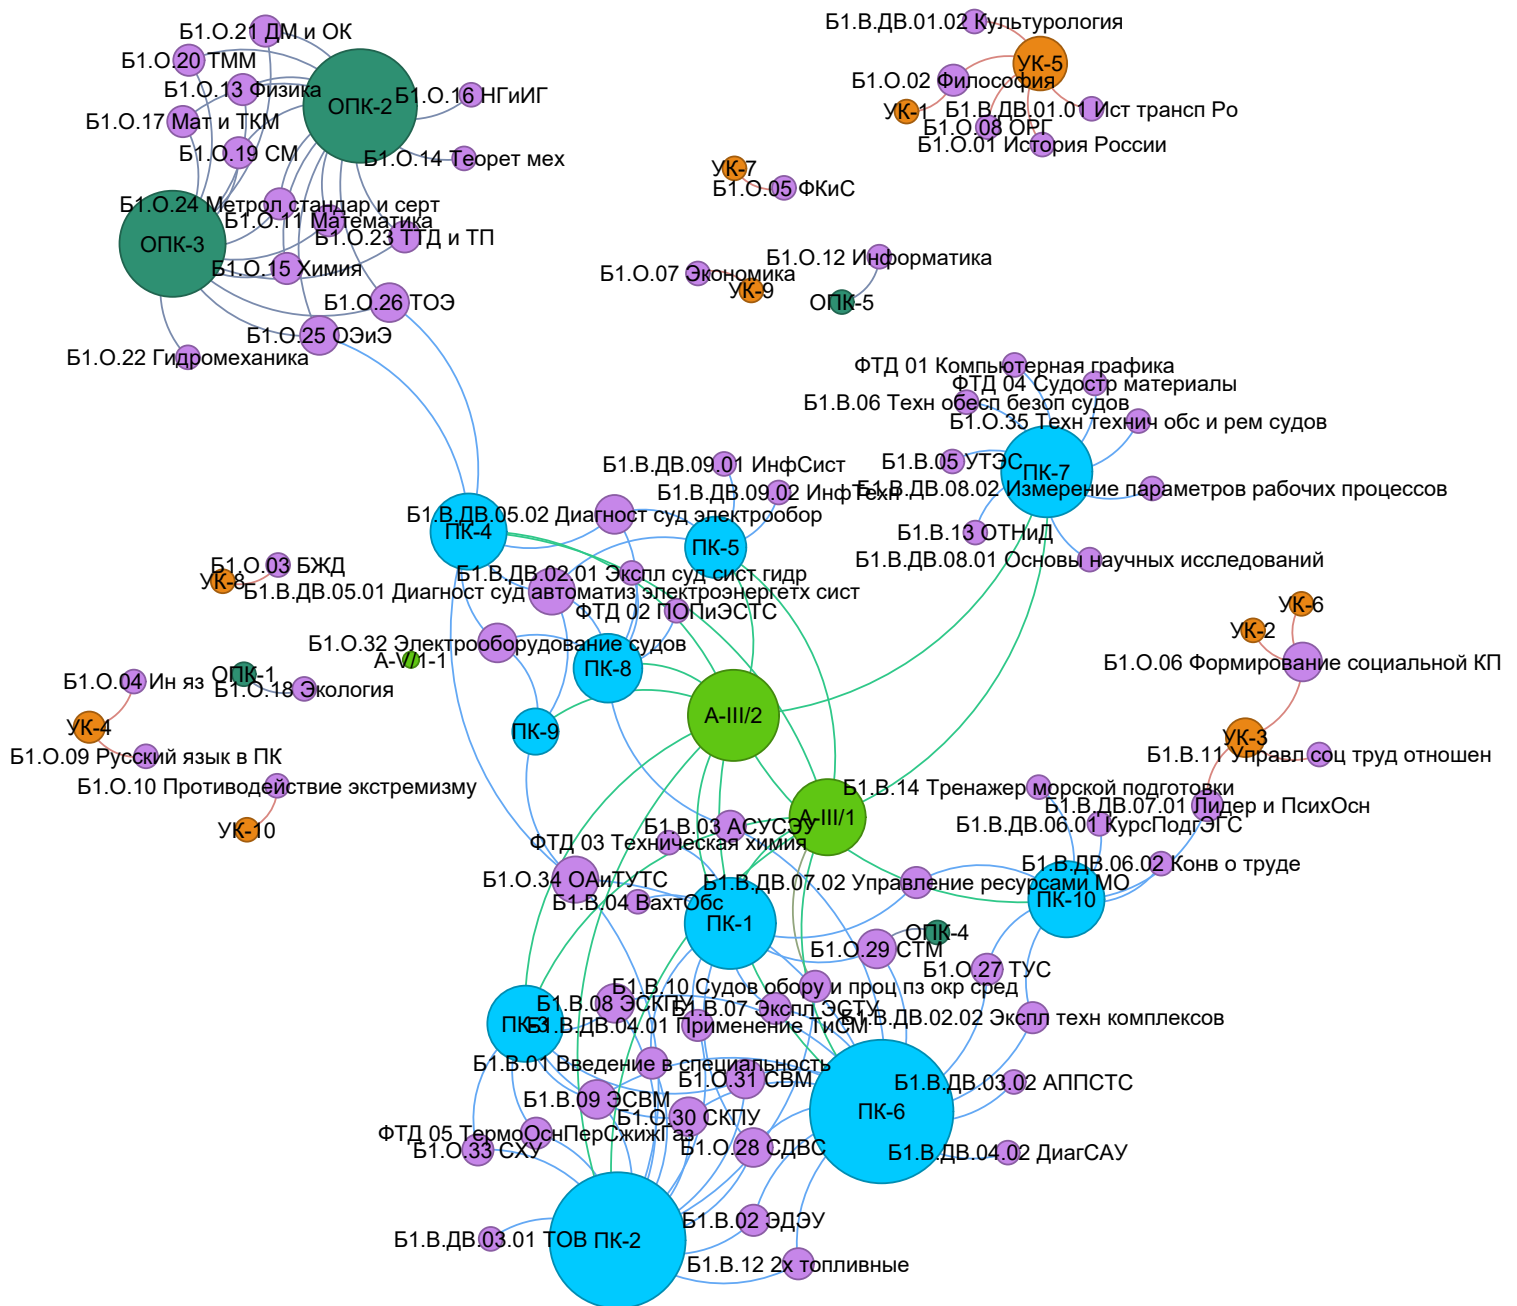 Б1.В.ДВ.01.02 Культурология
Б1.О.21 ДМ и ОК
Б1.О.20 ТММ
УК-5
Б1.О.02 Философия
Б1.О.13 Физика
Б1.О.16 НГиИГ
ОПК-2
УК-1
Б1.В.ДВ.01.01 Ист трансп Ро
Б1.О.17 Мат и ТКМ
Б1.О.08 ОРГ
Б1.О.01 История России
Б1.О.19 СМ
Б1.О.14 Теорет мех
УК-7
Б1.О.05 ФКиС
Б1.О.24 Метрол стандар и серт
Б1.О.11 Математика
Б1.О.23 ТТД и ТП
ОПК-3
Б1.О.12 Информатика
Б1.О.15 Химия
Б1.О.07 Экономика
УК-9
Б1.О.26 ТОЭ
ОПК-5
Б1.О.25 ОЭиЭ
Б1.О.22 Гидромеханика
ФТД 01 Компьютерная графика
ФТД 04 Судостр материалы
Б1.В.06 Техн обесп безоп судов
Б1.О.35 Техн технич обс и рем судов
Б1.В.ДВ.09.01 ИнфСист
Б1.В.05 УТЭС
ПК-7
Б1.В.ДВ.09.02 ИнфТехн
Б1.В.ДВ.08.02 Измерение параметров рабочих процессов
Б1.В.ДВ.05.02 Диагност суд электрообор
ПК-4
Б1.В.13 ОТНиД
ПК-5
Б1.В.ДВ.08.01 Основы научных исследований
Б1.О.03 БЖД
Б1.В.ДВ.02.01 Экспл суд сист гидр
УК-8
Б1.В.ДВ.05.01 Диагност суд автоматиз электроэнергетх сист
УК-6
ФТД 02 ПОПиЭСТС
УК-2
Б1.О.32 Электрооборудование судов
А-VI/1-1
Б1.О.06 Формирование социальной КП
ПК-8
ОПК-1
Б1.О.04 Ин яз
Б1.О.18 Экология
А-III/2
УК-4
ПК-9
УК-3
Б1.О.09 Русский язык в ПК
Б1.В.11 Управл соц труд отношен
Б1.О.10 Противодействие экстремизму
Б1.В.14 Тренажер морской подготовки
Б1.В.ДВ.07.01 Лидер и ПсихОсн
А-III/1
УК-10
Б1.В.03 АСУСЭУ
Б1.В.ДВ.06.01 КурсПодгЭГС
ФТД 03 Техническая химия
Б1.В.ДВ.06.02 Конв о труде
Б1.О.34 ОАиТУТС
Б1.В.ДВ.07.02 Управление ресурсами МО
Б1.В.04 ВахтОбс
ПК-10
ПК-1
ОПК-4
Б1.О.29 СТМ
Б1.О.27 ТУС
Б1.В.10 Судов обору и проц пз окр сред
Б1.В.08 ЭСКПУ
Б1.В.07 Экспл ЭСТУ
Б1.В.ДВ.02.02 Экспл техн комплексов
ПК-3
Б1.В.ДВ.04.01 Применение ТиСМ
Б1.В.01 Введение в специальность
Б1.О.31 СВМ
Б1.В.ДВ.03.02 АППСТС
Б1.В.09 ЭСВМ
ПК-6
Б1.О.30 СКПУ
ФТД 05 ТермоОснПерСжижГаз
Б1.О.33 СХУ
Б1.О.28 СДВС
Б1.В.ДВ.04.02 ДиагСАУ
Б1.В.02 ЭДЭУ
Б1.В.ДВ.03.01 ТОВ
ПК-2
Б1.В.12 2х топливные